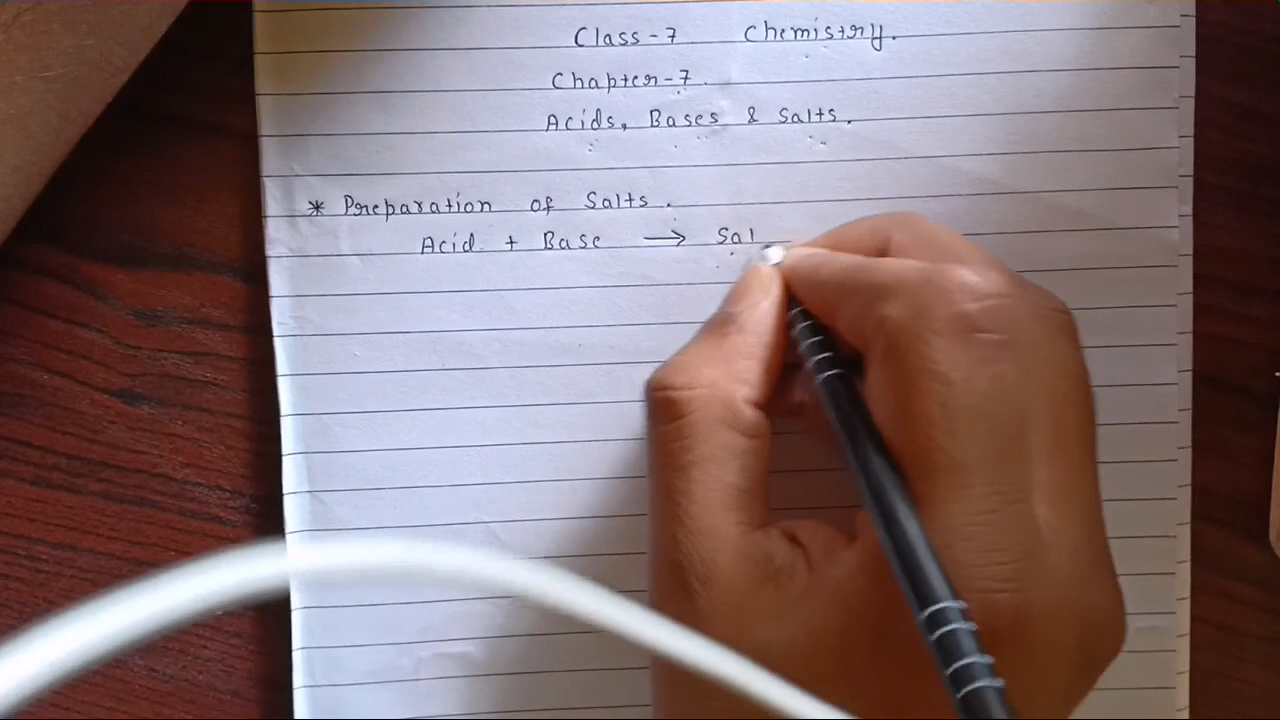 Class-7 Chemistry.
Chapter-7.
Acids, Bases & Salts.
* Preparation of Salts.
Acid + Base → Sal